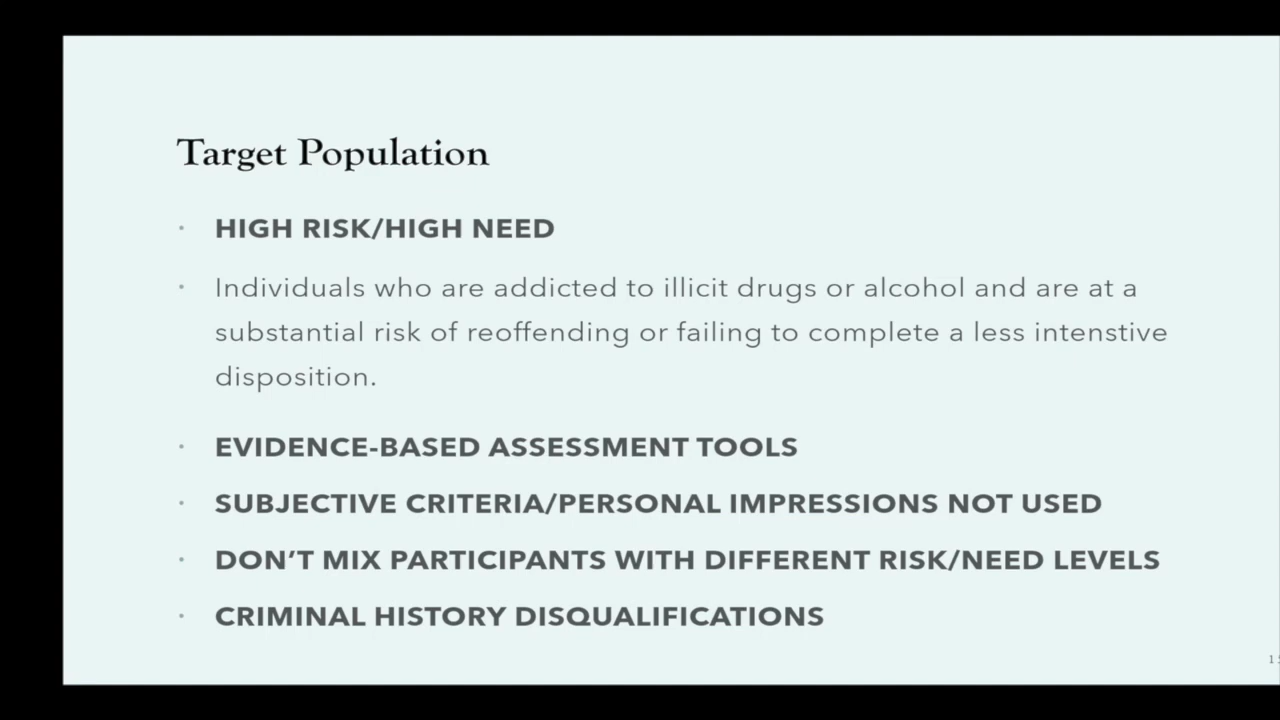 Target Population
· HIGH RISK/HIGH NEED
· Individuals who are addicted to illicit drugs or alcohol and are at a
substantial risk of reoffending or failing to complete a less intenstive
disposition.
· EVIDENCE-BASED ASSESSMENT TOOLS
· SUBJECTIVE CRITERIA/PERSONAL IMPRESSIONS NOT USED
· DON’T MIX PARTICIPANTS WITH DIFFERENT RISK/NEED LEVELS
· CRIMINAL HISTORY DISQUALIFICATIONS